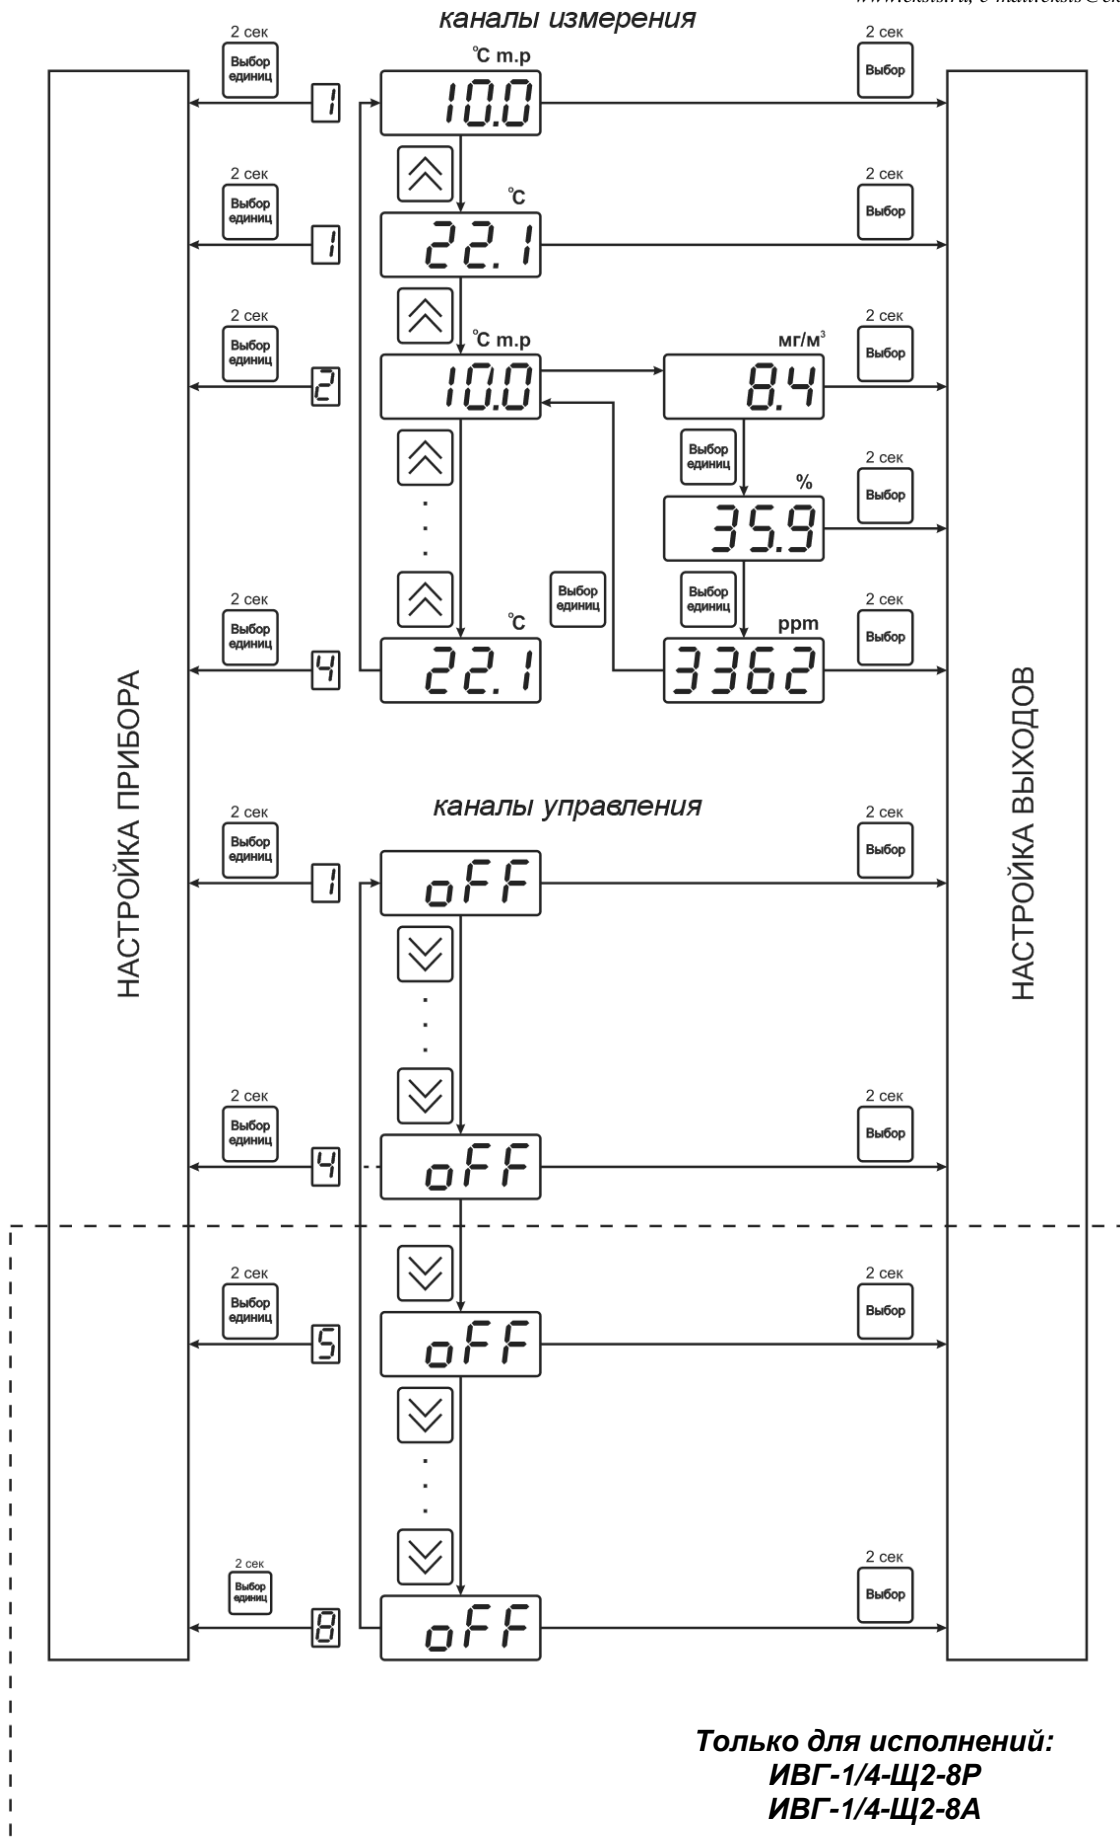 каналы измерения
2 сек
Выбор
единиц
1
°C т.р
10.0
2 сек
Выбор
2 сек
Выбор
единиц
1
°C
22.1
2 сек
Выбор
2 сек
Выбор
единиц
2
°C т.р
10.0
мг/м³
8.4
2 сек
Выбор
Выбор
единиц
%
35.9
2 сек
Выбор
Выбор
единиц
Выбор
единиц
2 сек
Выбор
единиц
4
°C
22.1
ppm
3362
2 сек
Выбор
НАСТРОЙКА ПРИБОРА
НАСТРОЙКА ВЫХОДОВ
каналы управления
2 сек
Выбор
единиц
1
oFF
2 сек
Выбор
2 сек
Выбор
единиц
4
oFF
2 сек
Выбор
2 сек
Выбор
единиц
5
oFF
2 сек
Выбор
2 сек
Выбор
единиц
8
oFF
2 сек
Выбор
Только для исполнений:
ИВГ-1/4-Щ2-8Р
ИВГ-1/4-Щ2-8А